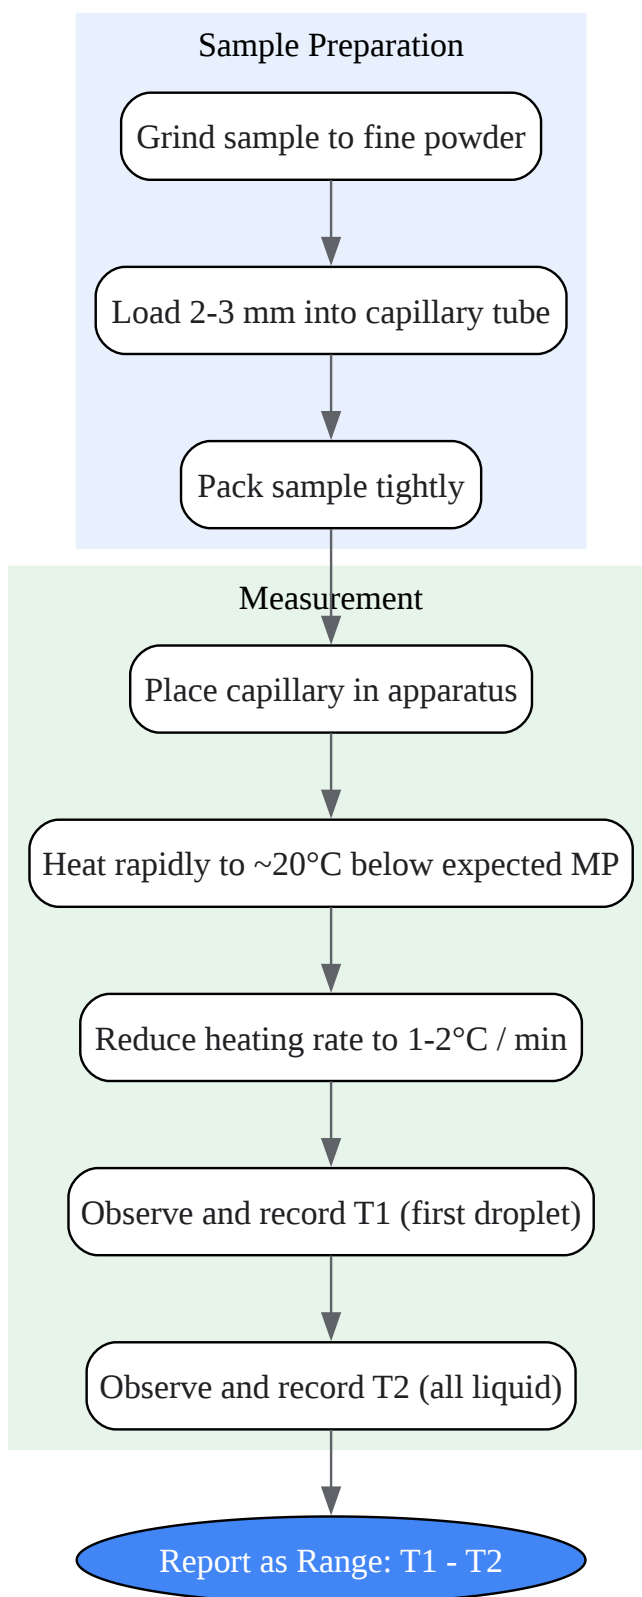 Sample Preparation
Grind sample to fine powder
Load 2-3 mm into capillary tube
Pack sample tightly
Measurement
Place capillary in apparatus
Heat rapidly to ~20°C below expected MP
Reduce heating rate to 1-2°C / min
Observe and record T1 (first droplet)
Observe and record T2 (all liquid)
Report as Range: T1 - T2